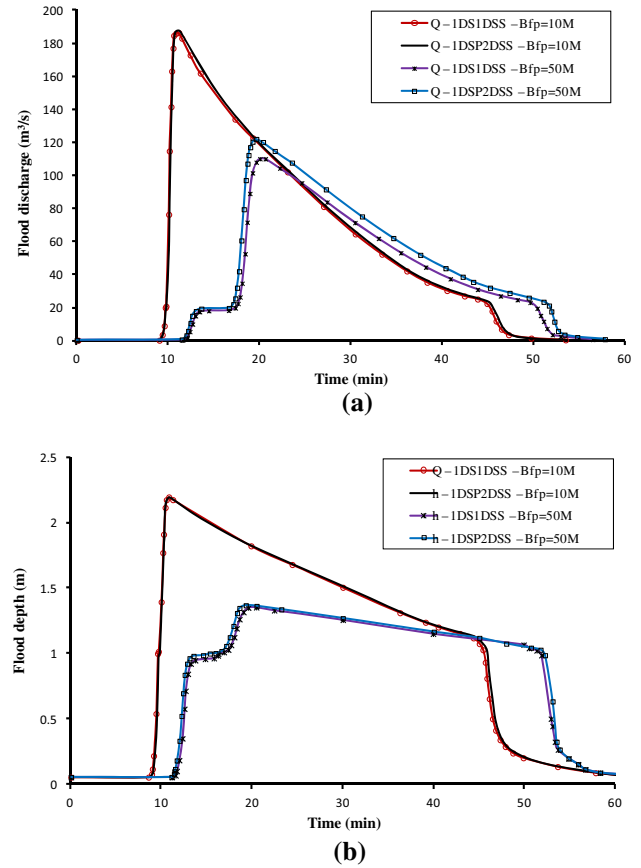 200
180
160
140
120
100
80
60
40
20
0
Flood discharge (m³/s)
Q – 1DS1DSS – Bfp=10M
Q – 1DSP2DSS – Bfp=10M
Q – 1DS1DSS – Bfp=50M
Q – 1DSP2DSS – Bfp=50M
0 10 20 30 40 50 60
Time (min)
(a)
2.5
2
1.5
1
0.5
0
Flood depth (m)
Q – 1DS1DSS – Bfp=10M
h – 1DSP2DSS – Bfp=10M
h – 1DS1DSS – Bfp=50M
h – 1DSP2DSS – Bfp=50M
0 10 20 30 40 50 60
Time (min)
(b)